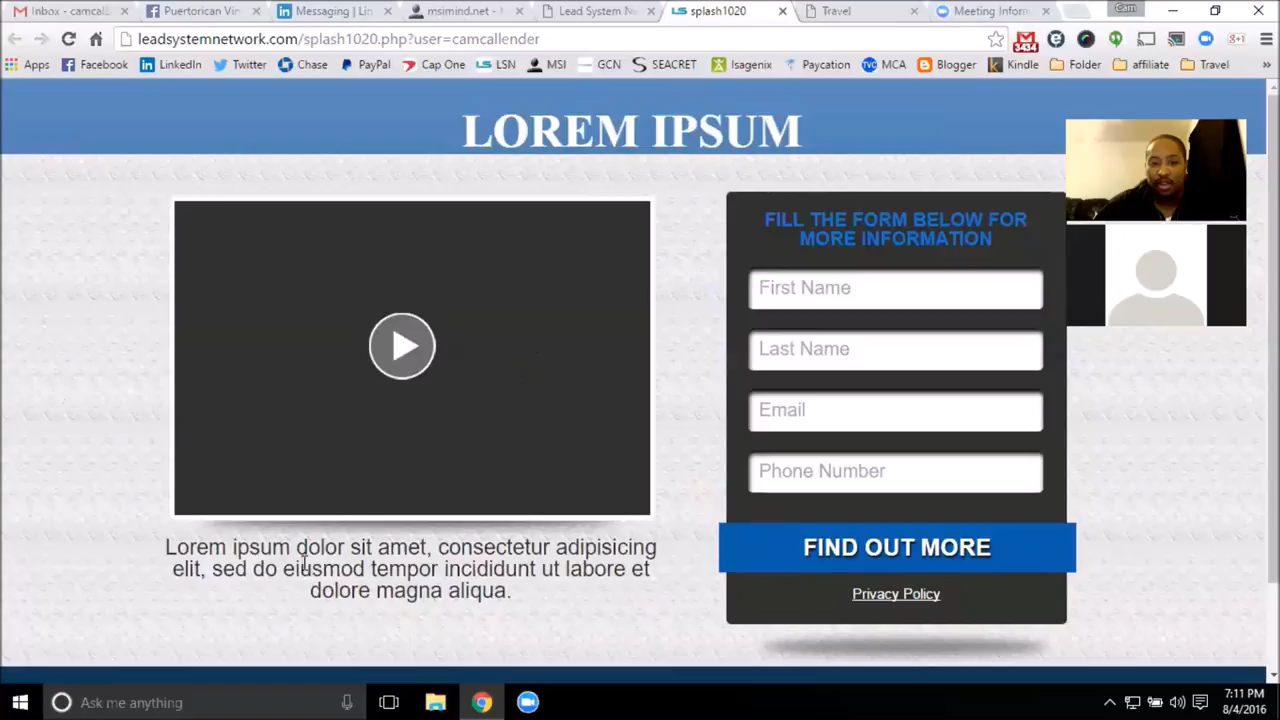 Inbox - camcal
Puertorican Vin
Messaging | Lin
msimind.net -
Lead System Ne
splash1020
Travel
Meeting Inform
Cam
leadsystemnetwork.com/splash1020.php?user=camcallender
3434
Apps
Facebook
LinkedIn
Twitter
Chase
PayPal
Cap One
LSN
MSI
GCN
SEACRET
Isagenix
Paycation
MCA
Blogger
Kindle
Folder
affiliate
Travel
»
LOREM IPSUM
FILL THE FORM BELOW FOR
MORE INFORMATION
First Name
Last Name
Email
Phone Number
FIND OUT MORE
Privacy Policy
Lorem ipsum dolor sit amet, consectetur adipisicing
elit, sed do eiusmod tempor incididunt ut labore et
dolore magna aliqua.
Ask me anything
7:11 PM
8/4/2016